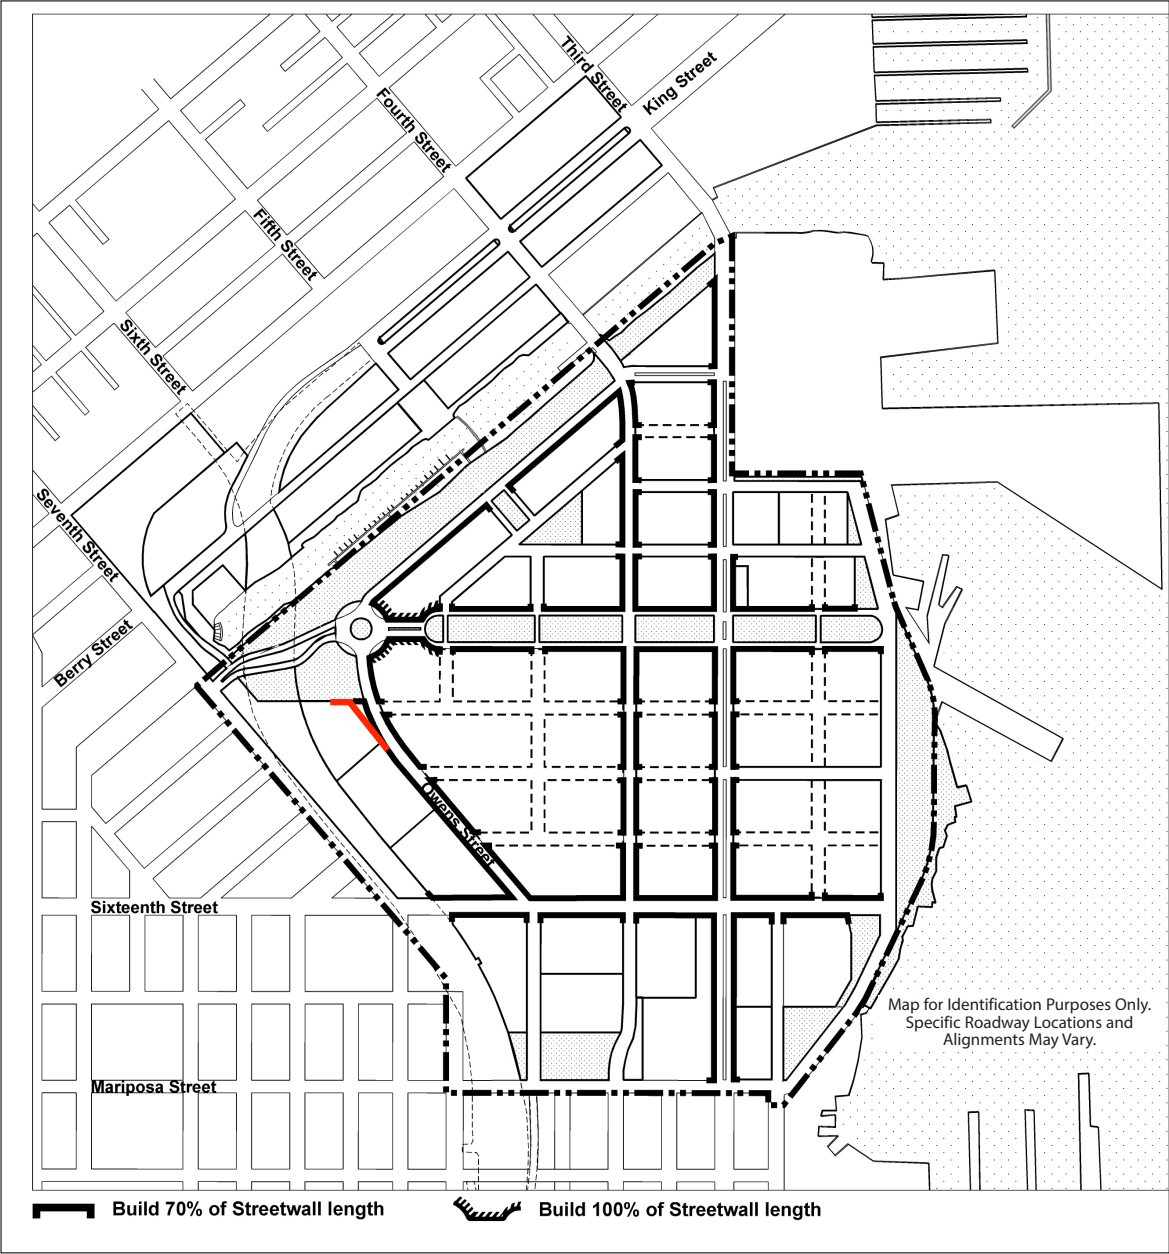 Third Street
King Street
Fourth Street
Fifth Street
Sixth Street
Seventh Street
Berry Street
Owens Street
Sixteenth Street
Map for Identification Purposes Only.
Specific Roadway Locations and
Alignments May Vary.
Mariposa Street
Build 70% of Streetwall length
Build 100% of Streetwall length